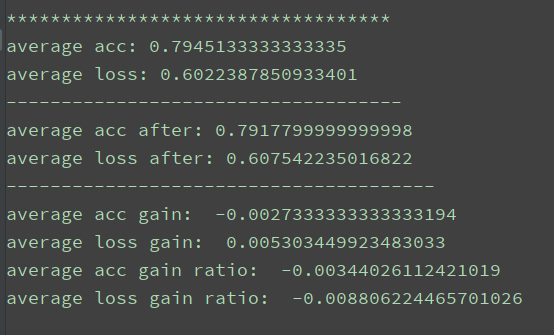 ***********************************
average acc: 0.7945133333333335
average loss: 0.6022387850933401
------------------------------------
average acc after: 0.7917799999999998
average loss after: 0.607542235016822
---------------------------------------
average acc gain:  -0.0027333333333333194
average loss gain:  0.005303449923483033
average acc gain ratio:  -0.00344026112421019
average loss gain ratio:  -0.008806224465701026